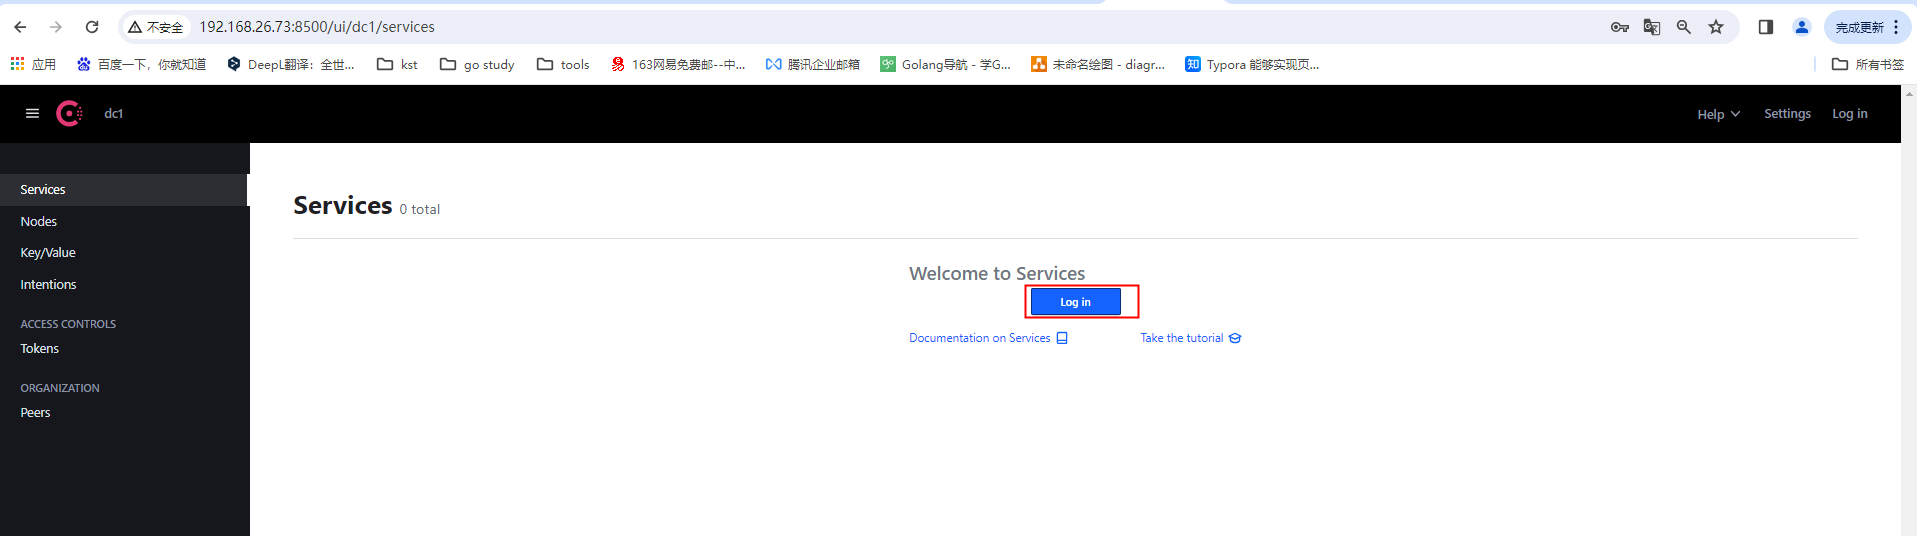 不安全 192.168.26.73:8500/ui/dc1/services 完成更新
应用 百度一下，你就知道 DeepL翻译：全世... kst go study tools 163网易免费邮--中... 腾讯企业邮箱 Golang导航 - 学G... 未命名绘图 - diagr... Typora 能够实现页... 所有书签
dc1 Help Settings Log in
Services
Nodes
Key/Value
Intentions
ACCESS CONTROLS
Tokens
ORGANIZATION
Peers
Services 0 total
Welcome to Services
Log in
Documentation on Services Take the tutorial